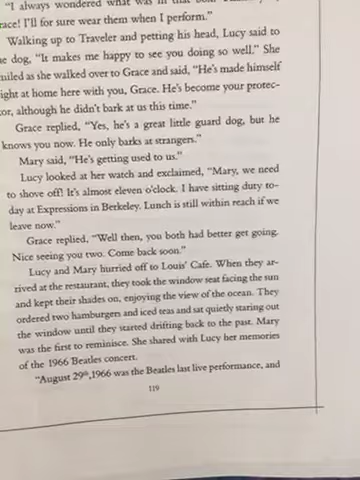 "I always wondered what was in that
race! I'll for sure wear them when I perform."
Walking up to Traveler and petting his head, Lucy said to
he dog, "It makes me happy to see you doing so well." She
miled as she walked over to Grace and said, "He's made himself
ight at home here with you, Grace. He's become your protec-
tor, although he didn't bark at us this time."
Grace replied, "Yes, he's a great little guard dog, but he
knows you now. He only barks at strangers."
Mary said, "He's getting used to us."
Lucy looked at her watch and exclaimed, "Mary, we need
to shove off! It's almost eleven o'clock. I have sitting duty to-
day at Expressions in Berkeley. Lunch is still within reach if we
leave now."
Grace replied, "Well then, you both had better get going.
Nice seeing you two. Come back soon."
Lucy and Mary hurried off to Louis' Cafe. When they ar-
rived at the restaurant, they took the window seat facing the sun
and kept their shades on, enjoying the view of the ocean. They
ordered two hamburgers and iced teas and sat quietly staring out
the window until they started drifting back to the past. Mary
was the first to reminisce. She shared with Lucy her memories
of the 1966 Beatles concert.
"August 29th,1966 was the Beatles last live performance, and
119